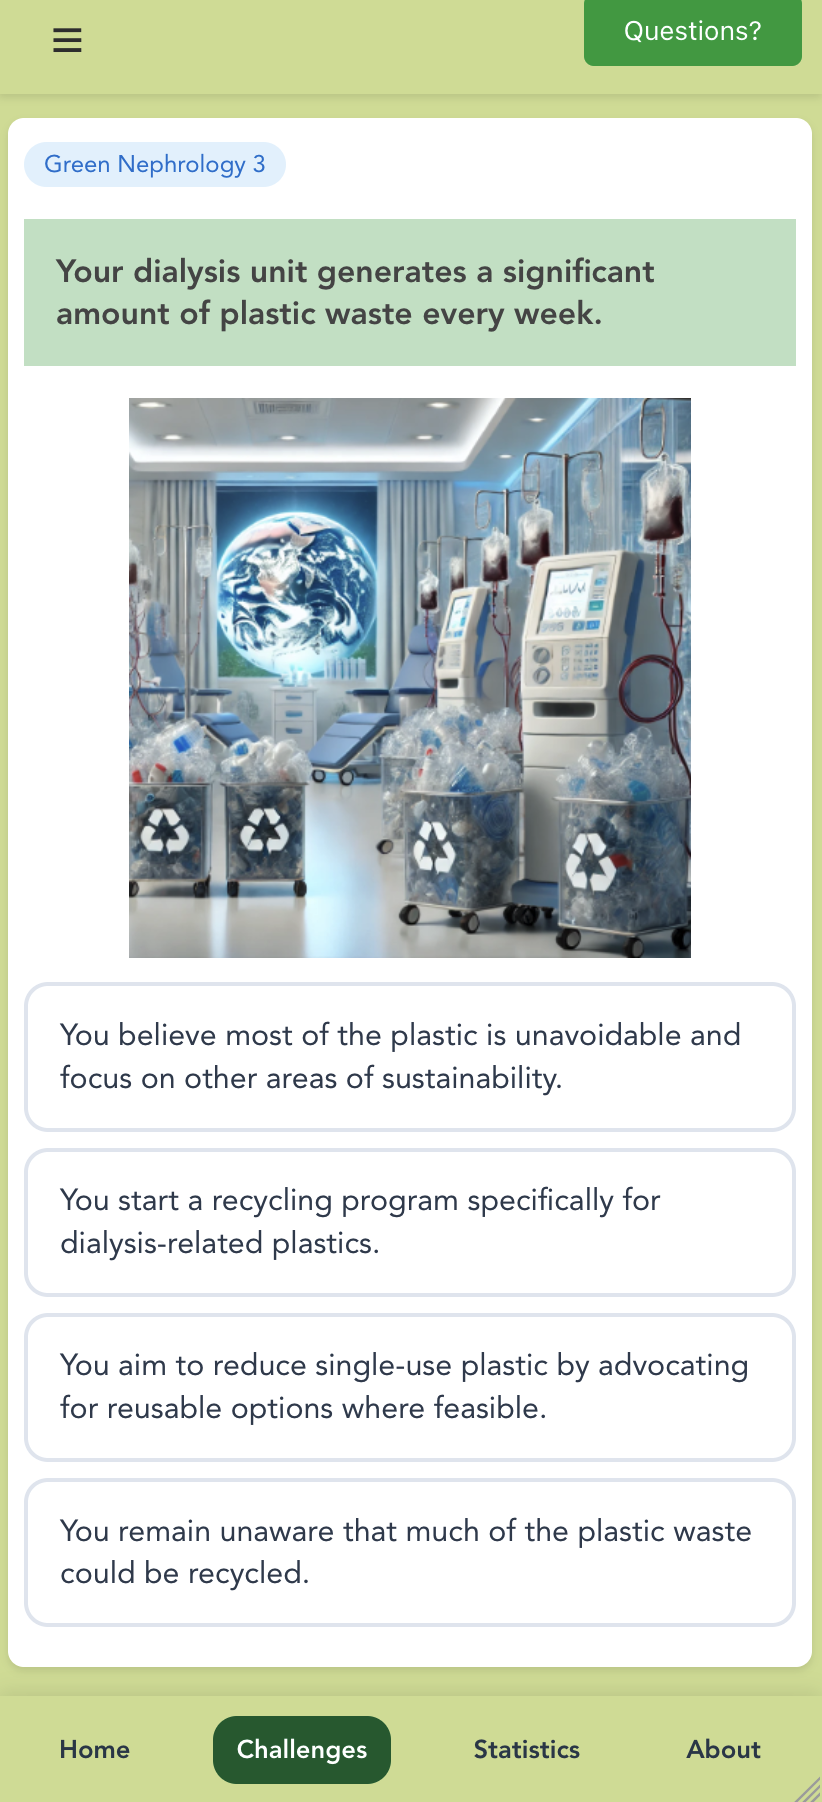 Questions?
Green Nephrology 3
Your dialysis unit generates a significant
amount of plastic waste every week.
You believe most of the plastic is unavoidable and
focus on other areas of sustainability.
You start a recycling program specifically for
dialysis-related plastics.
You aim to reduce single-use plastic by advocating
for reusable options where feasible.
You remain unaware that much of the plastic waste
could be recycled.
Home
Challenges
Statistics
About